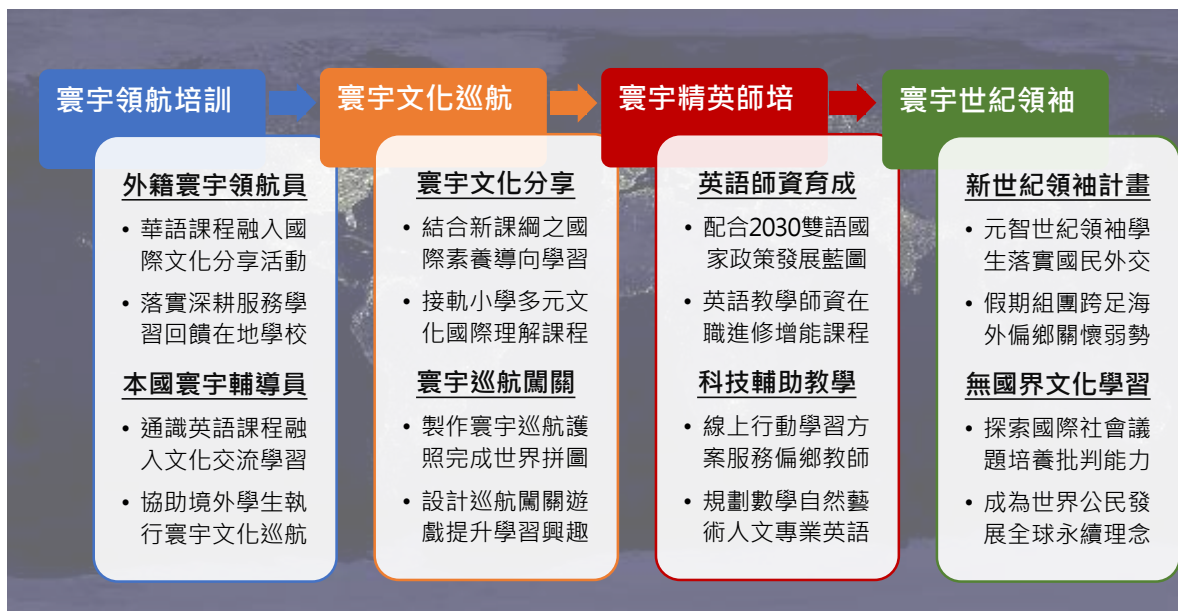 寰宇領航培訓
外籍寰宇領航員
• 華語課程融入國
際文化分享活動
• 落實深耕服務學
習回饋在地學校
本國寰宇輔導員
• 通識英語課程融
入文化交流學習
• 協助境外學生執
行寰宇文化巡航
寰宇文化巡航
寰宇文化分享
• 結合新課綱之國
際素養導向學習
• 接軌小學多元文
化國際理解課程
寰宇巡航闖關
• 製作寰宇巡航護
照完成世界拼圖
• 設計巡航闖關遊
戲提升學習興趣
寰宇精英師培
英語師資育成
• 配合2030雙語國
家政策發展藍圖
• 英語教學師資在
職進修增能課程
科技輔助教學
• 線上行動學習方
案服務偏鄉教師
• 規劃數學自然藝
術人文專業英語
寰宇世紀領袖
新世紀領袖計畫
• 元智世紀領袖學
生落實國民外交
• 假期組團跨足海
外偏鄉關懷弱勢
無國界文化學習
• 探索國際社會議
題培養批判能力
• 成為世界公民發
展全球永續理念